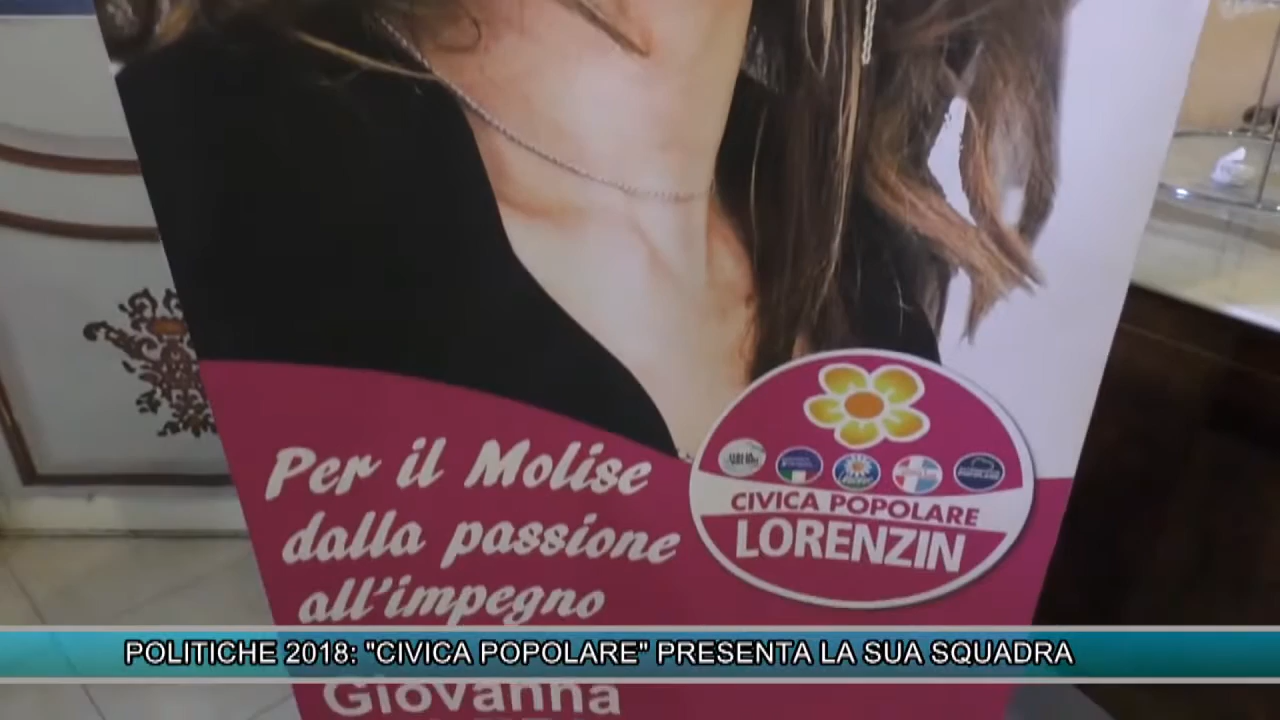 Per il Molise
dalla passione
all'impegno
CIVICA POPOLARE
LORENZIN
POLITICHE 2018: "CIVICA POPOLARE" PRESENTA LA SUA SQUADRA
Giovanna